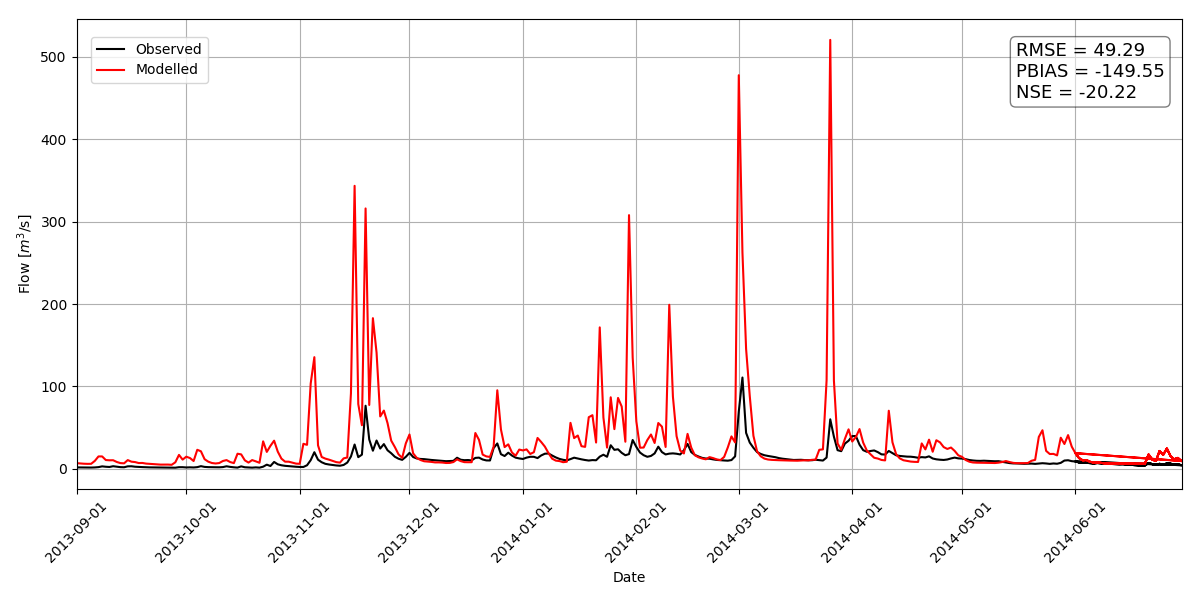 Observed
Modelled
RMSE = 49.29
PBIAS = -149.55
NSE = -20.22
Flow [m³/s]
500
400
300
200
100
0
2013-09-01
2013-10-01
2013-11-01
2013-12-01
2014-01-01
2014-02-01
2014-03-01
2014-04-01
2014-05-01
2014-06-01
Date